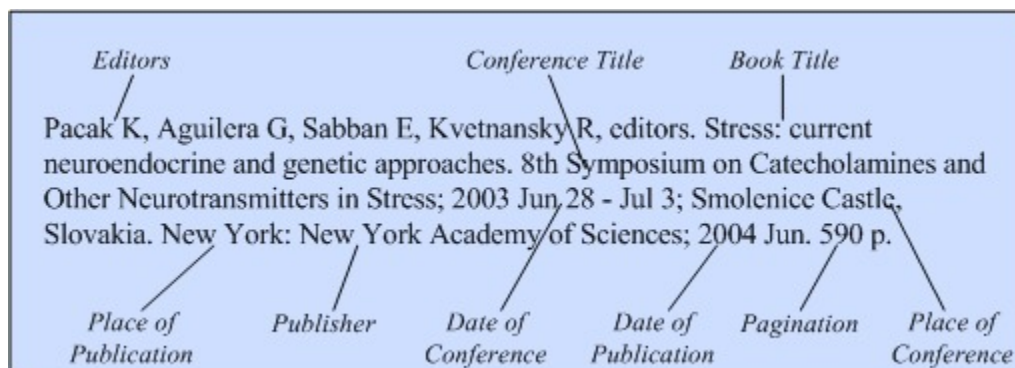 Editors Conference Title Book Title
Pacak K, Aguilera G, Sabban E, Kvetnansky R, editors. Stress: current
neuroendocrine and genetic approaches. 8th Symposium on Catecholamines and
Other Neurotransmitters in Stress; 2003 Jun 28 - Jul 3; Smolenice Castle,
Slovakia. New York: New York Academy of Sciences; 2004 Jun. 590 p.
Place of Publisher Date of Date of Pagination Place of
Publication Conference Publication Conference